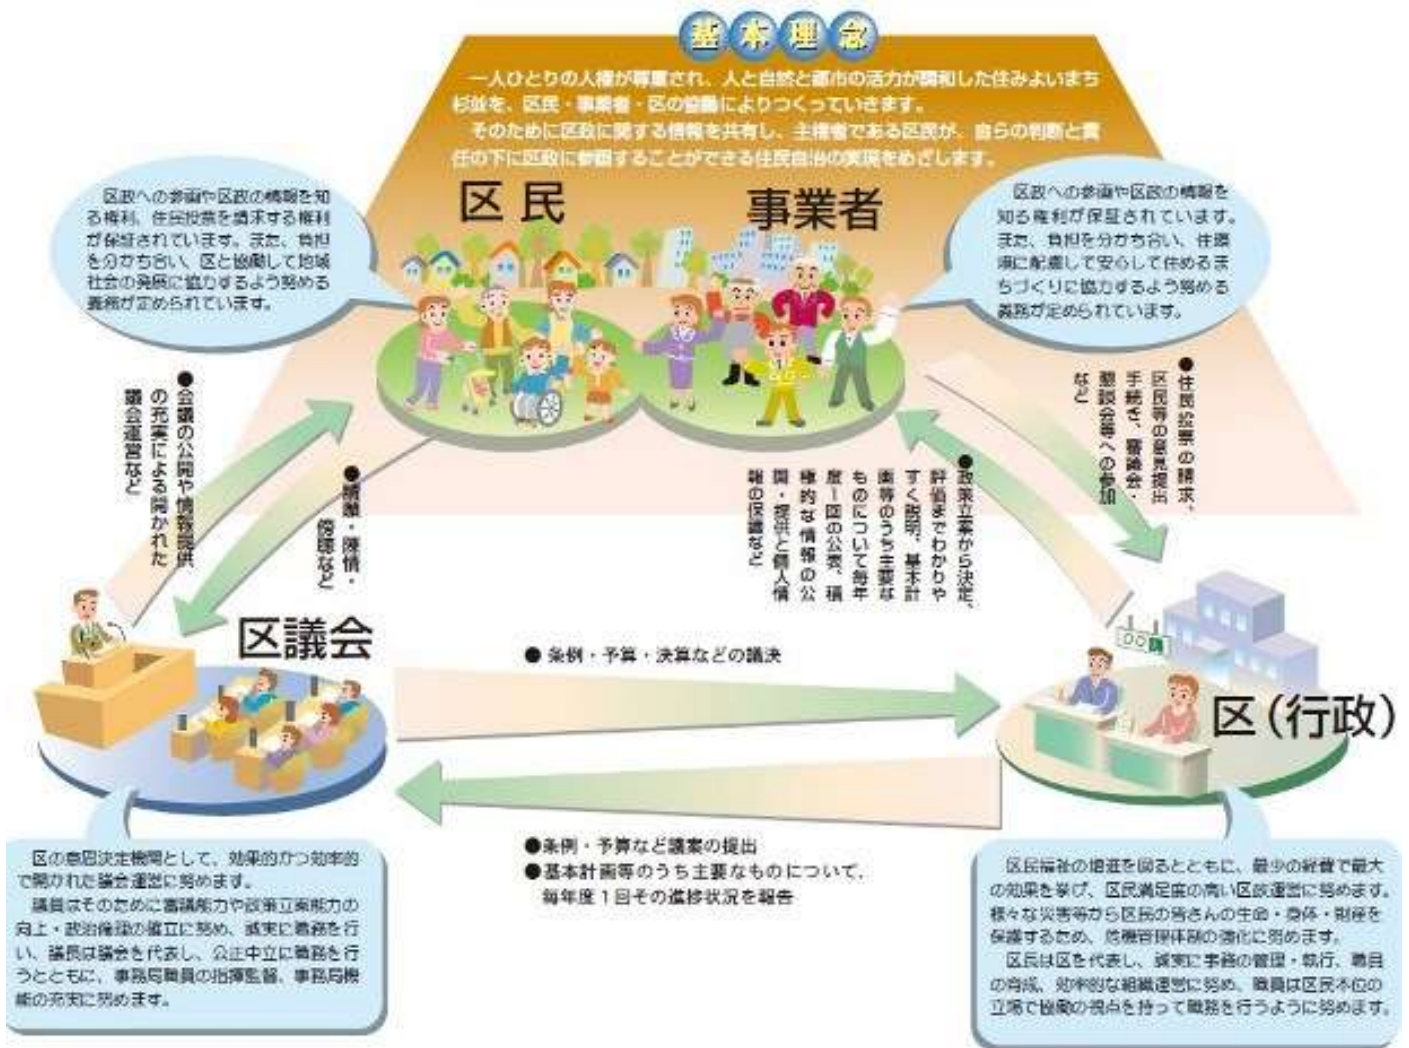 基本理念
一人ひとりの人権が尊重され、人と自然と都市の活力が調和した住みよいまち
杉並を、区民・事業者・区の協働によりつくっていきます。
そのために区政に関する情報を共有し、主権者である区民が、自らの判断と責
任の下に区政に参画することができる住民自治の実現をめざします。
区民
事業者
区政への参画や区政の情報を知
る権利、住民投票を請求する権利
が保証されています。また、負担
を分かち合い、区と協働して地域
社会の発展に協力するよう努める
義務が定められています。
区政への参画や区政の情報を
知る権利が保証されています。
また、負担を分かち合い、住環
境に配慮して安心して住めるま
ちづくりに協力するよう努める
義務が定められています。
●会議の公開や情報提供
の充実による開かれた
議会運営など
●請願・陳情・
傍聴など
●政策立案から決定、
評価までわかりや
すく説明、基本計
画等のうち主要な
ものについて毎年
度一回の公表、積
極的な情報の公
開・提供と個人情
報の保護など
●住民投票の請求、
区民等の意見提出
手続き、審議会・
懇談会等への参加
など
区議会
●条例・予算・決算などの議決
区(行政)
●条例・予算など議案の提出
●基本計画等のうち主要なものについて、
毎年度1回その進捗状況を報告
区の意思決定機関として、効果的かつ効率的
で開かれた議会運営に努めます。
議員はそのために審議能力や政策立案能力の
向上・政治倫理の確立に努め、誠実に職務を行
い、議長は議会を代表し、公正中立に職務を行
うとともに、事務局職員の指揮監督、事務局機
能の充実に努めます。
区民福祉の増進を図るとともに、最少の経費で最大
の効果を挙げ、区民満足度の高い区政運営に努めます。
様々な災害等から区民の皆さんの生命・身体・財産を
保護するため、危機管理体制の強化に努めます。
区長は区を代表し、誠実に事務の管理・執行、職員
の育成、効率的な組織運営に努め、職員は区民本位の
立場で協働の視点を持って職務を行うように努めます。